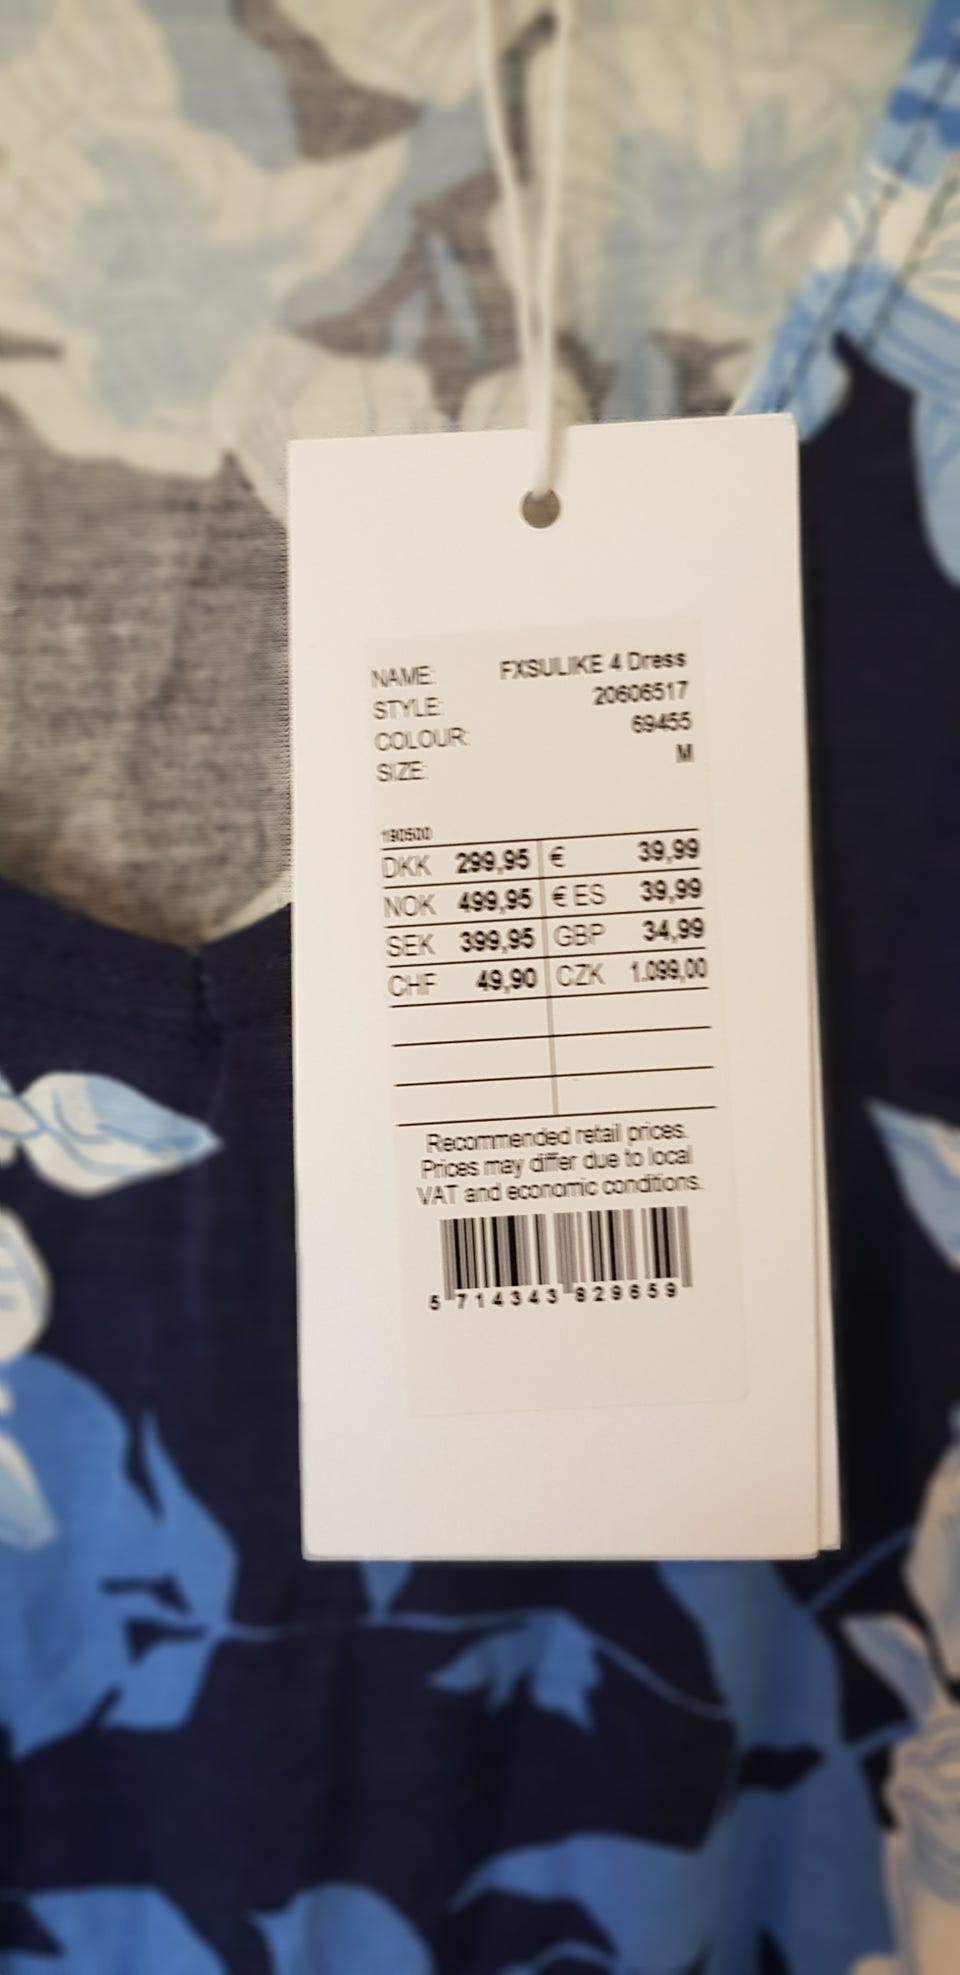 NAME: FXSULIKE 4 Dress
STYLE: 20606517
COLOUR: 69455
SIZE: M
190500
DKK 299,95 € 39,99
NOK 499,95 € ES 39,99
SEK 399,95 GBP 34,99
CHF 49,90 CZK 1.099,00
Recommended retail prices.
Prices may differ due to local
VAT and economic conditions.
5 714343 829659